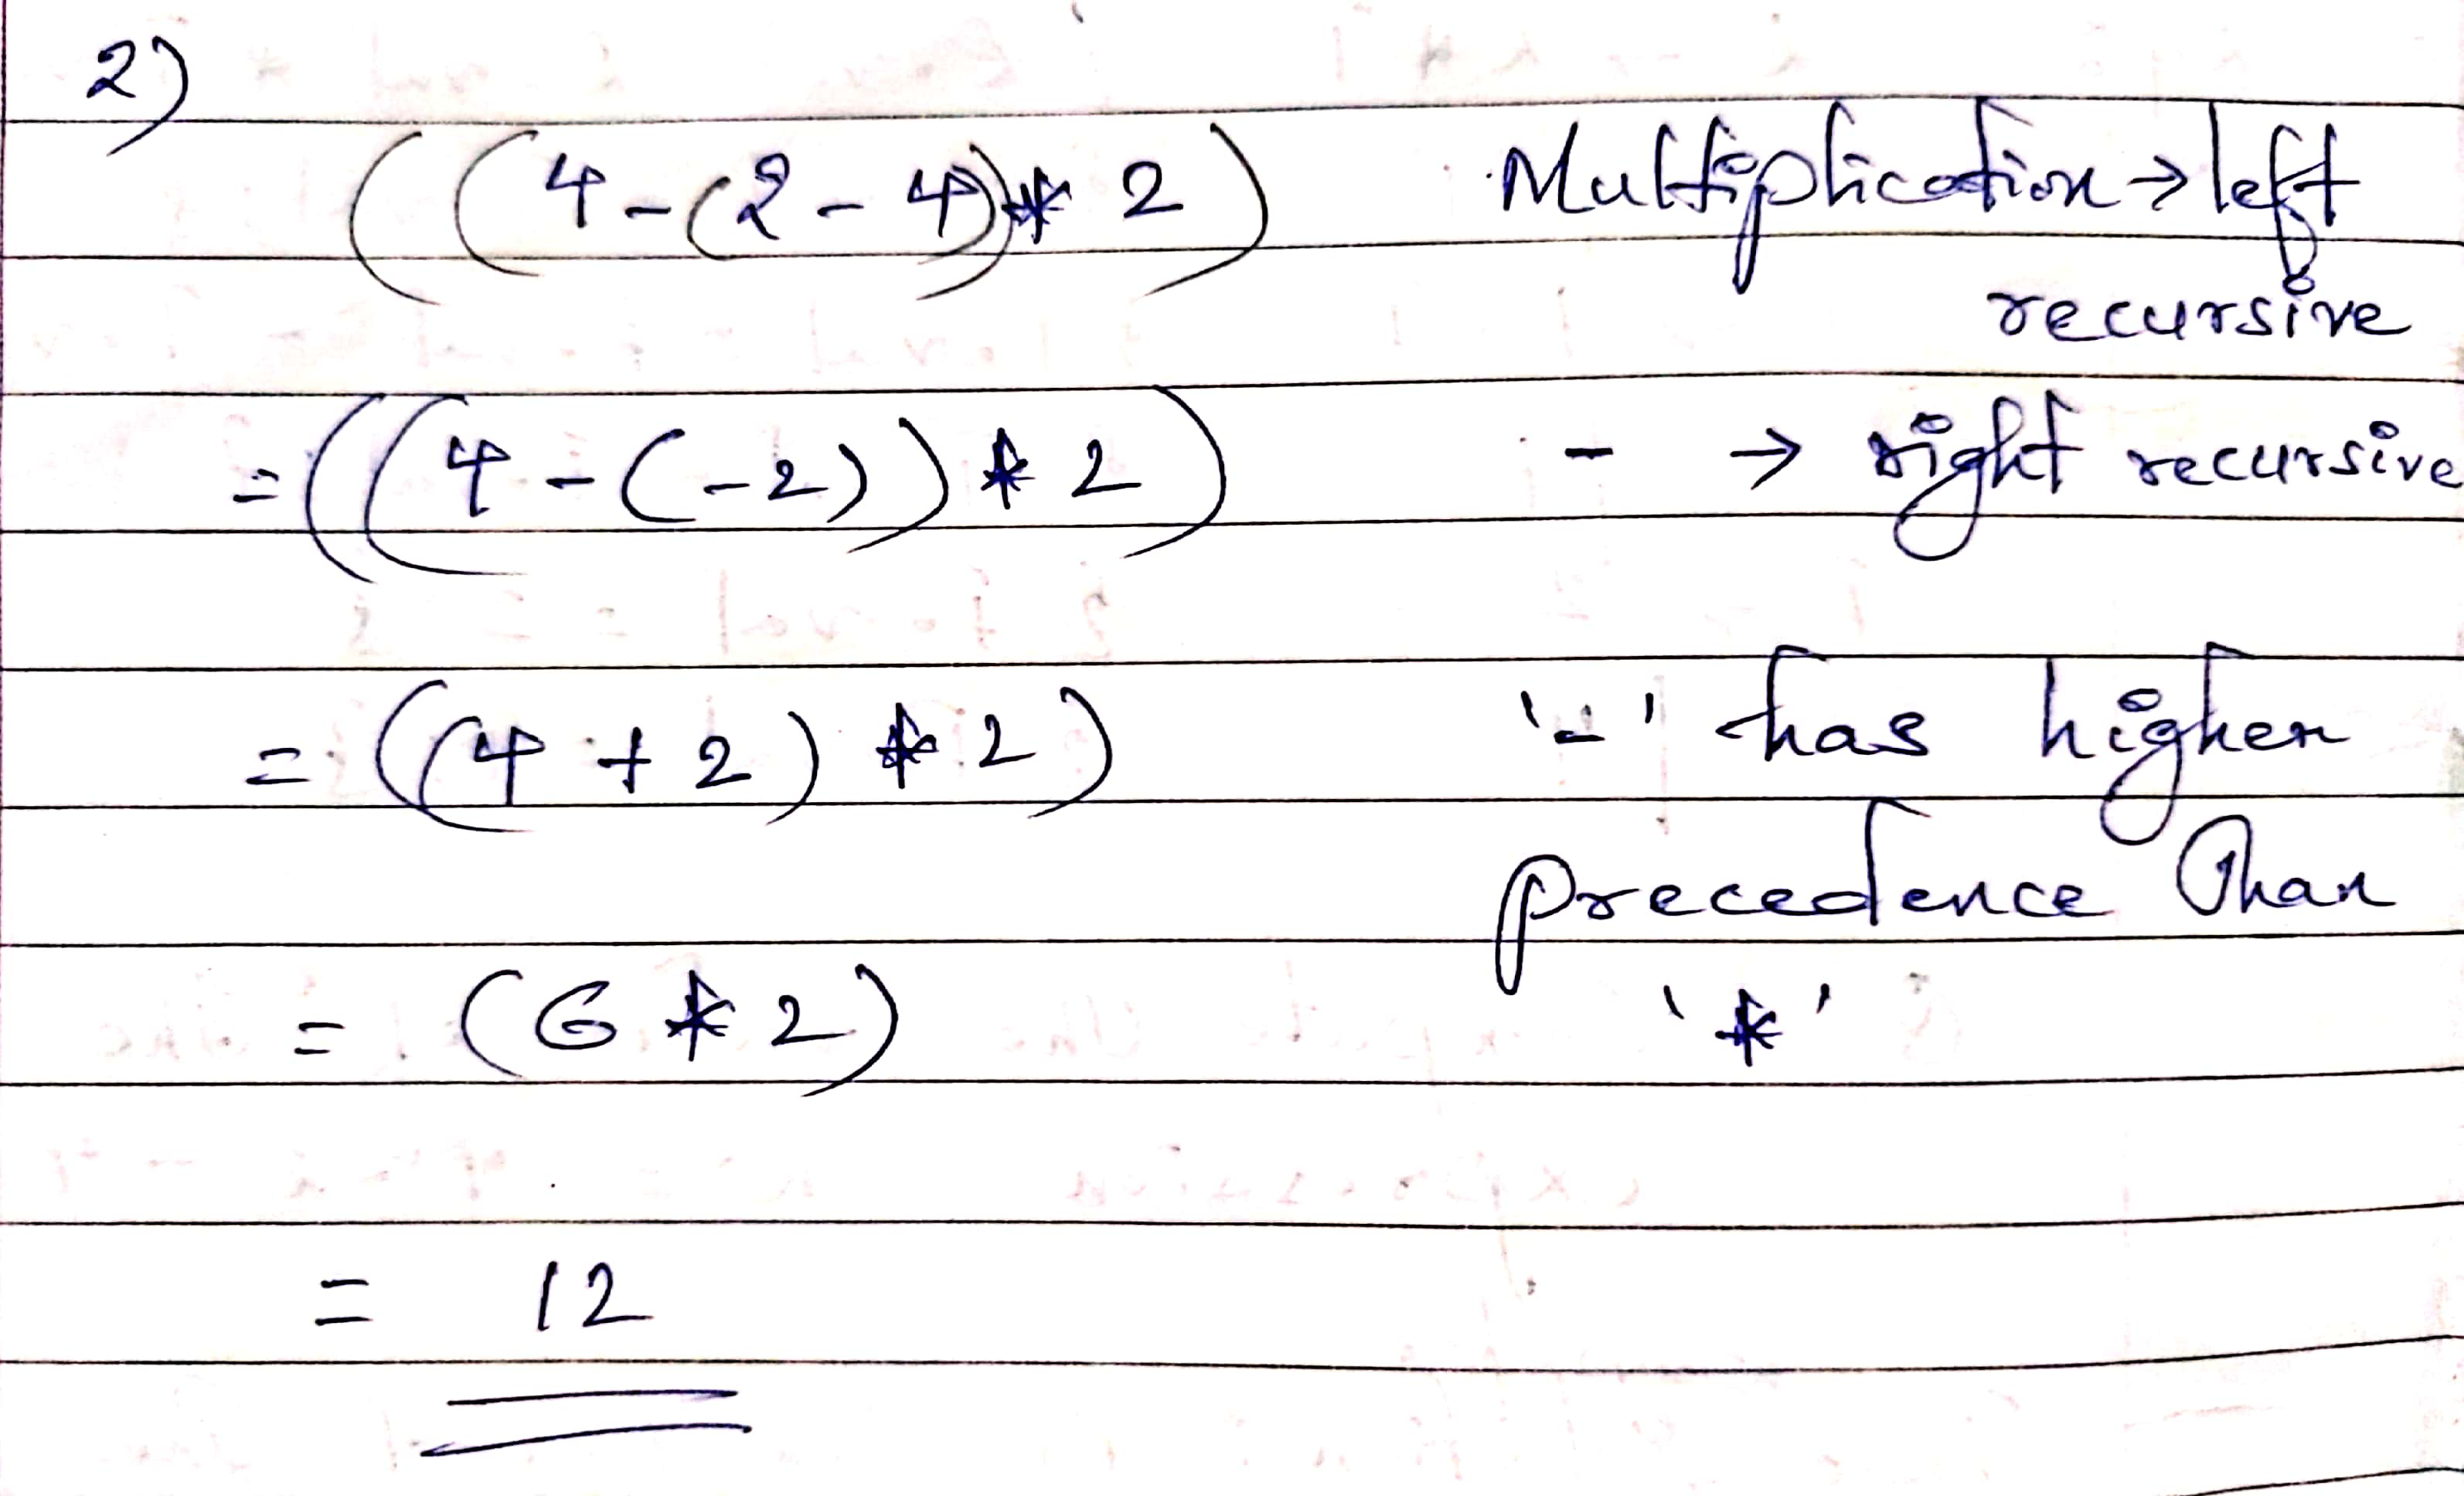 2)
((4-(2-4))* 2) Multiplication → left
recursive
= ((4-(-2)) * 2) - → right recursive
= ((4 + 2) * 2) '-' has higher
precedence than
= (6 * 2) '*'
= 12